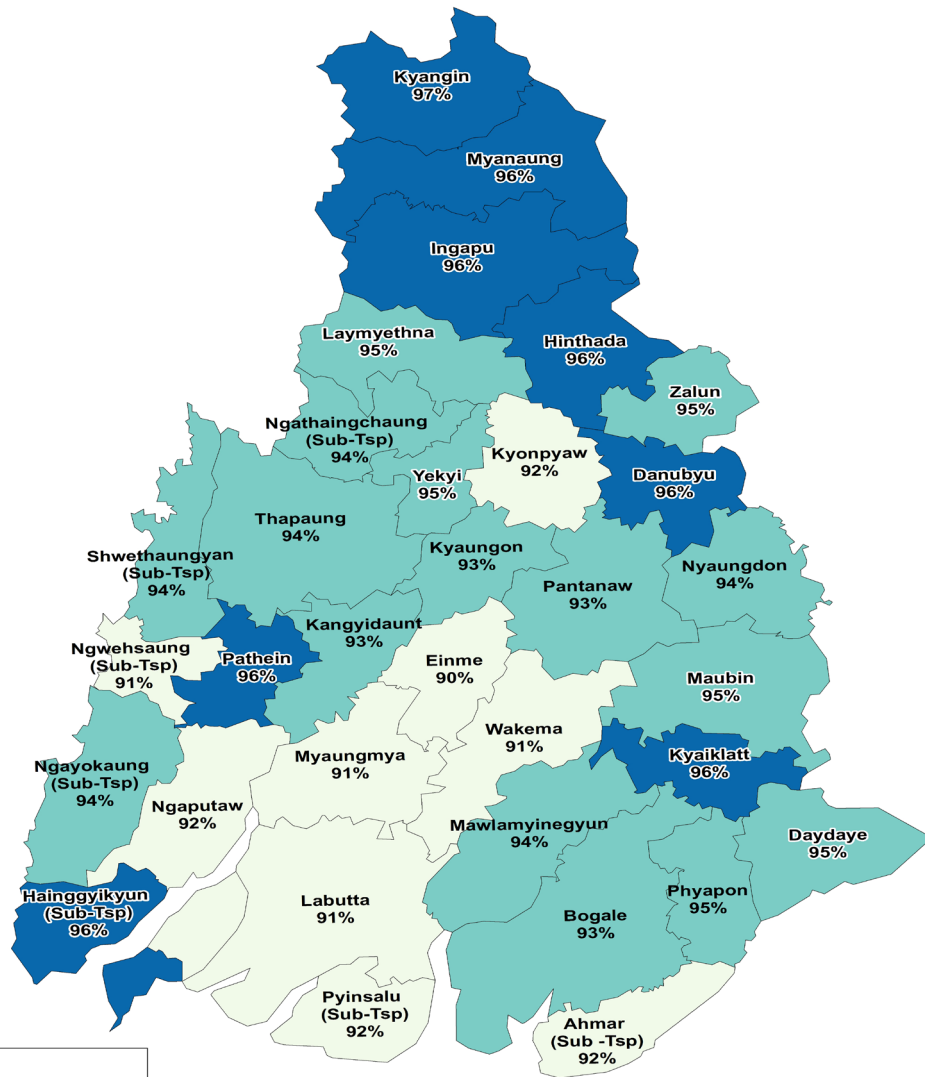 Kyangin
97%
Myanaung
96%
Ingapu
96%
Hinthada
96%
Laymyethna
95%
Zalun
95%
Ngathaingchaung
(Sub-Tsp)
94%
Kyonpyaw
92%
Yekyi
95%
Danubyu
96%
Thapaung
94%
Shwethaungyan
(Sub-Tsp)
94%
Kyaungon
93%
Pantanaw
93%
Nyaungdon
94%
Kangyidaunt
93%
Ngwehsaung
(Sub-Tsp)
91%
Pathein
96%
Einme
90%
Maubin
95%
Wakema
91%
Myaungmya
91%
Kyaiklatt
96%
Ngayokaung
(Sub-Tsp)
94%
Ngaputaw
92%
Mawlamyinegyun
94%
Daydaye
95%
Hainggyikyun
(Sub-Tsp)
96%
Labutta
91%
Phyapon
95%
Bogale
93%
Pyinsalu
(Sub-Tsp)
92%
Ahmar
(Sub -Tsp)
92%